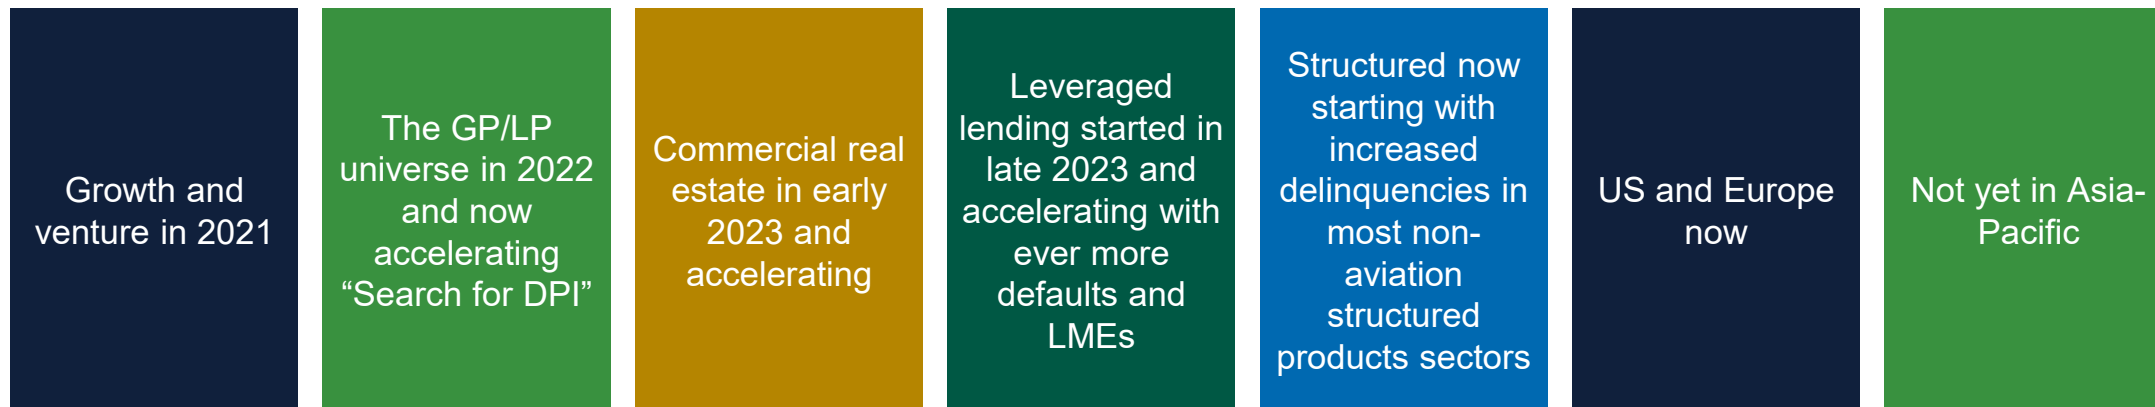 Growth and
venture in 2021
The GP/LP
universe in 2022
and now
accelerating
“Search for DPI”
Commercial real
estate in early
2023 and
accelerating
Leveraged
lending started in
late 2023 and
accelerating with
ever more
defaults and
LMEs
Structured now
starting with
increased
delinquencies in
most non-
aviation
structured
products sectors
US and Europe
now
Not yet in Asia-
Pacific